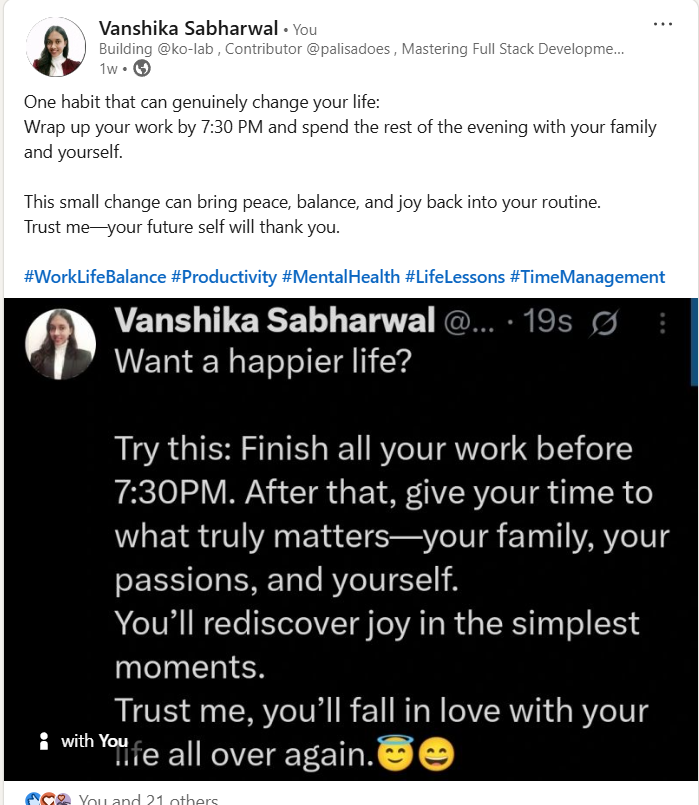 Vanshika Sabharwal • You
Building @ko-lab , Contributor @palisadoes , Mastering Full Stack Developme...
1w •
One habit that can genuinely change your life:
Wrap up your work by 7:30 PM and spend the rest of the evening with your family
and yourself.
This small change can bring peace, balance, and joy back into your routine.
Trust me—your future self will thank you.
#WorkLifeBalance #Productivity #MentalHealth #LifeLessons #TimeManagement
Vanshika Sabharwal @... · 19s
Want a happier life?
Try this: Finish all your work before
7:30PM. After that, give your time to
what truly matters—your family, your
passions, and yourself.
You’ll rediscover joy in the simplest
moments.
Trust me, you’ll fall in love with your
life all over again.😇😄
with You
You and 21 others